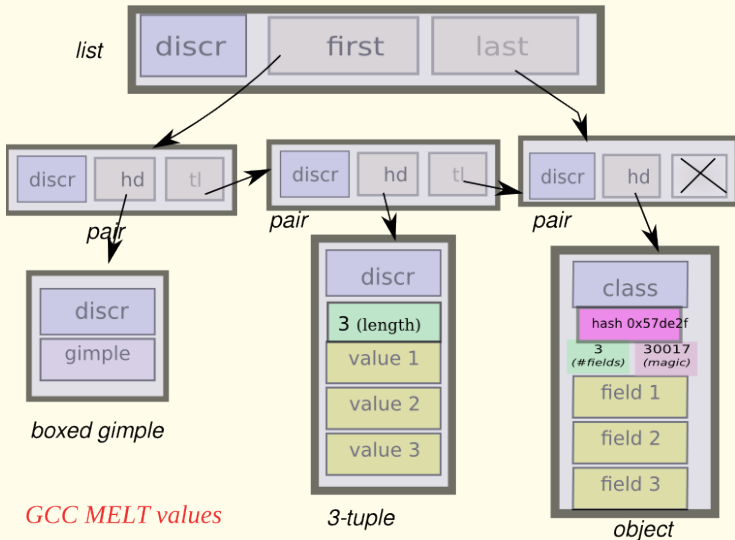 list
discr first last
discr hd tl
discr hd tl
discr hd
pair
pair
pair
discr
gimple
boxed gimple
discr
3 (length)
value 1
value 2
value 3
3-tuple
class
hash 0x57de2f
3 30017
(#fields) (magic)
field 1
field 2
field 3
object
GCC MELT values